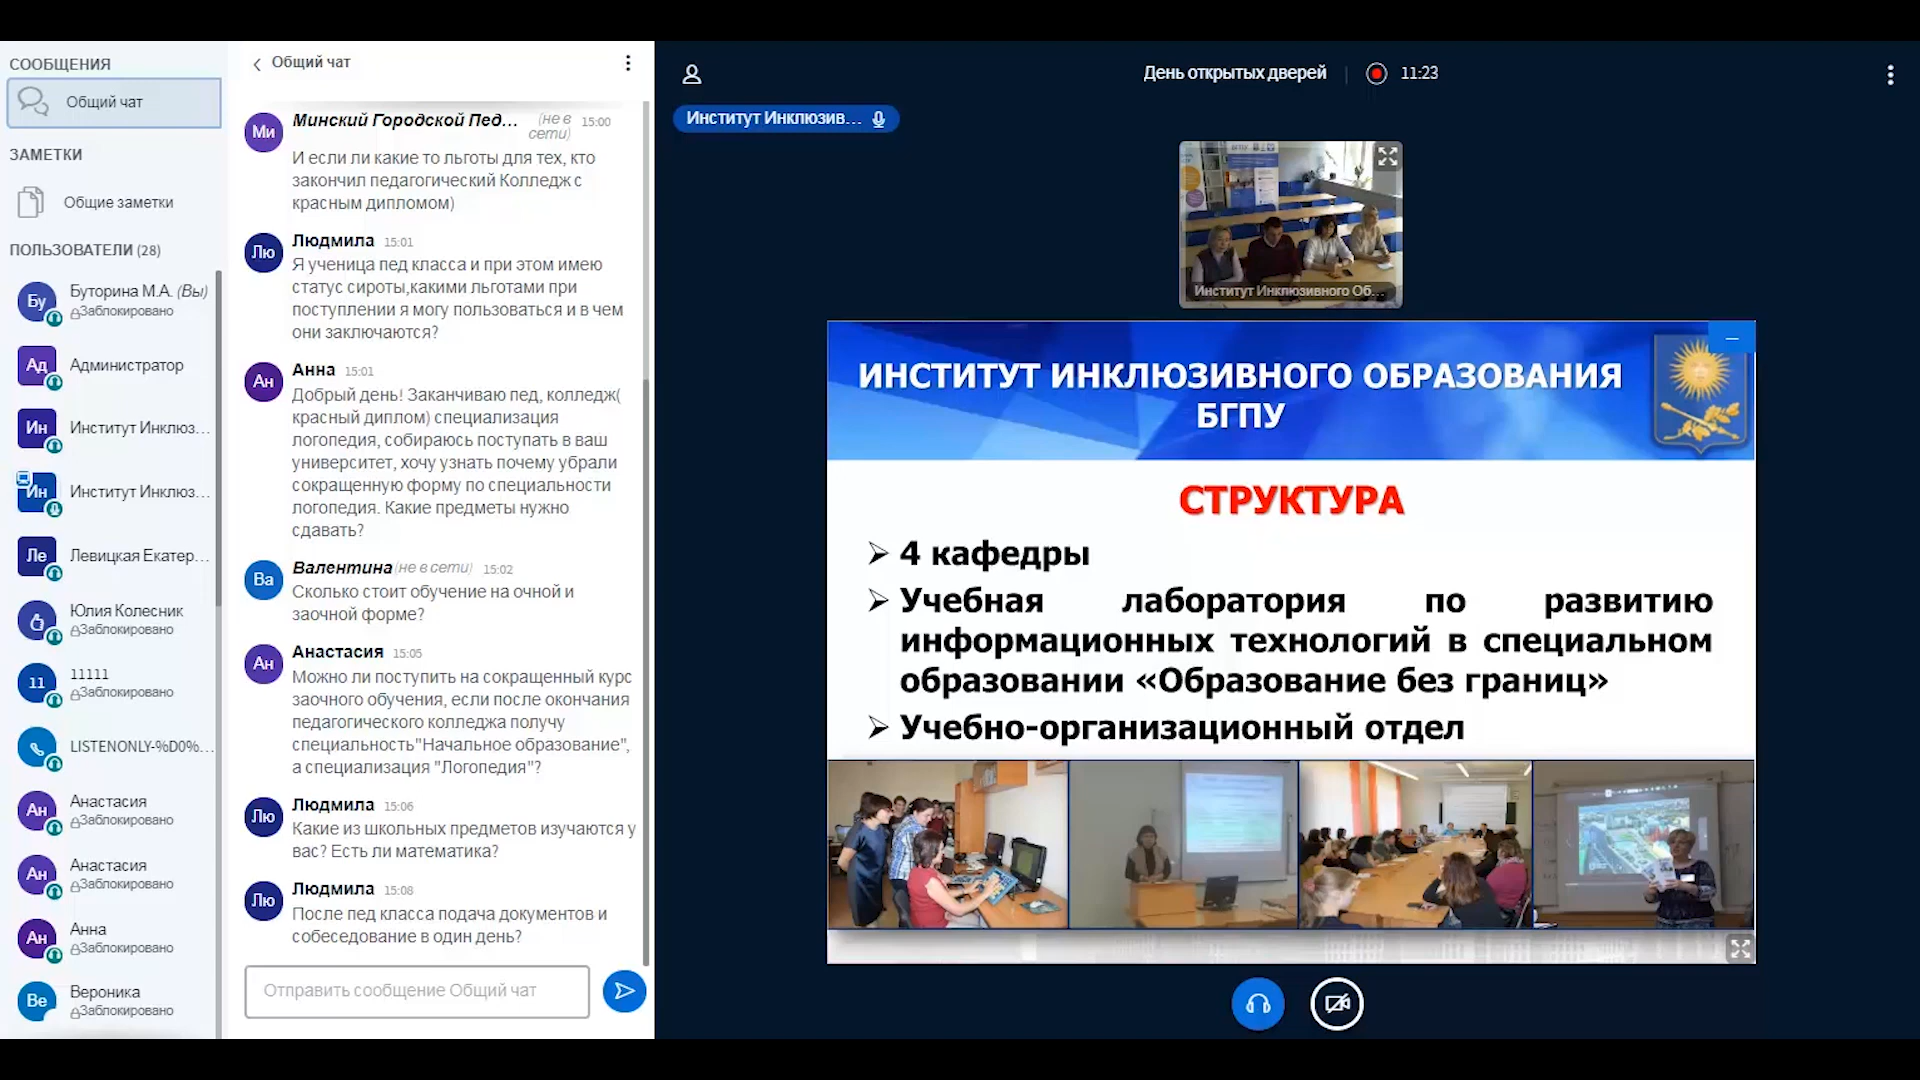 СООБЩЕНИЯ
Общий чат
ЗАМЕТКИ
Общие заметки
ПОЛЬЗОВАТЕЛИ (28)
Бу
Буторина М.А. (Вы)
Заблокировано
Ад
Администратор
Ин
Институт Инклюз...
Ин
Институт Инклюз...
Ле
Левицкая Екатер...
Юлия Колесник
Заблокировано
11
11111
Заблокировано
LISTENONLY-%D0%...
Ан
Анастасия
Заблокировано
Ан
Анастасия
Заблокировано
Ан
Анна
Заблокировано
Ве
Вероника
Заблокировано
Общий чат
Ми
Минский Городской Пед... (не в сети) 15:00
И если ли какие то льготы для тех, кто
закончил педагогический Колледж с
красным дипломом)
Лю
Людмила 15:01
Я ученица пед класса и при этом имею
статус сироты,какими льготами при
поступлении я могу пользоваться и в чем
они заключаются?
Ан
Анна 15:01
Добрый день! Заканчиваю пед, колледж(
красный диплом) специализация
логопедия, собираюсь поступать в ваш
университет, хочу узнать почему убрали
сокращенную форму по специальности
логопедия. Какие предметы нужно
сдавать?
Ва
Валентина (не в сети) 15:02
Сколько стоит обучение на очной и
заочной форме?
Ан
Анастасия 15:05
Можно ли поступить на сокращенный курс
заочного обучения, если после окончания
педагогического колледжа получу
специальность"Начальное образование",
а специализация "Логопедия"?
Лю
Людмила 15:06
Какие из школьных предметов изучаются у
вас? Есть ли математика?
Лю
Людмила 15:08
После пед класса подача документов и
собеседование в один день?
Отправить сообщение Общий чат
День открытых дверей
11:23
Институт Инклюзив...
Институт Инклюзивного Об...
ИНСТИТУТ ИНКЛЮЗИВНОГО ОБРАЗОВАНИЯ
БГПУ
СТРУКТУРА
➢ 4 кафедры
➢ Учебная лаборатория по развитию
информационных технологий в специальном
образовании «Образование без границ»
➢ Учебно-организационный отдел